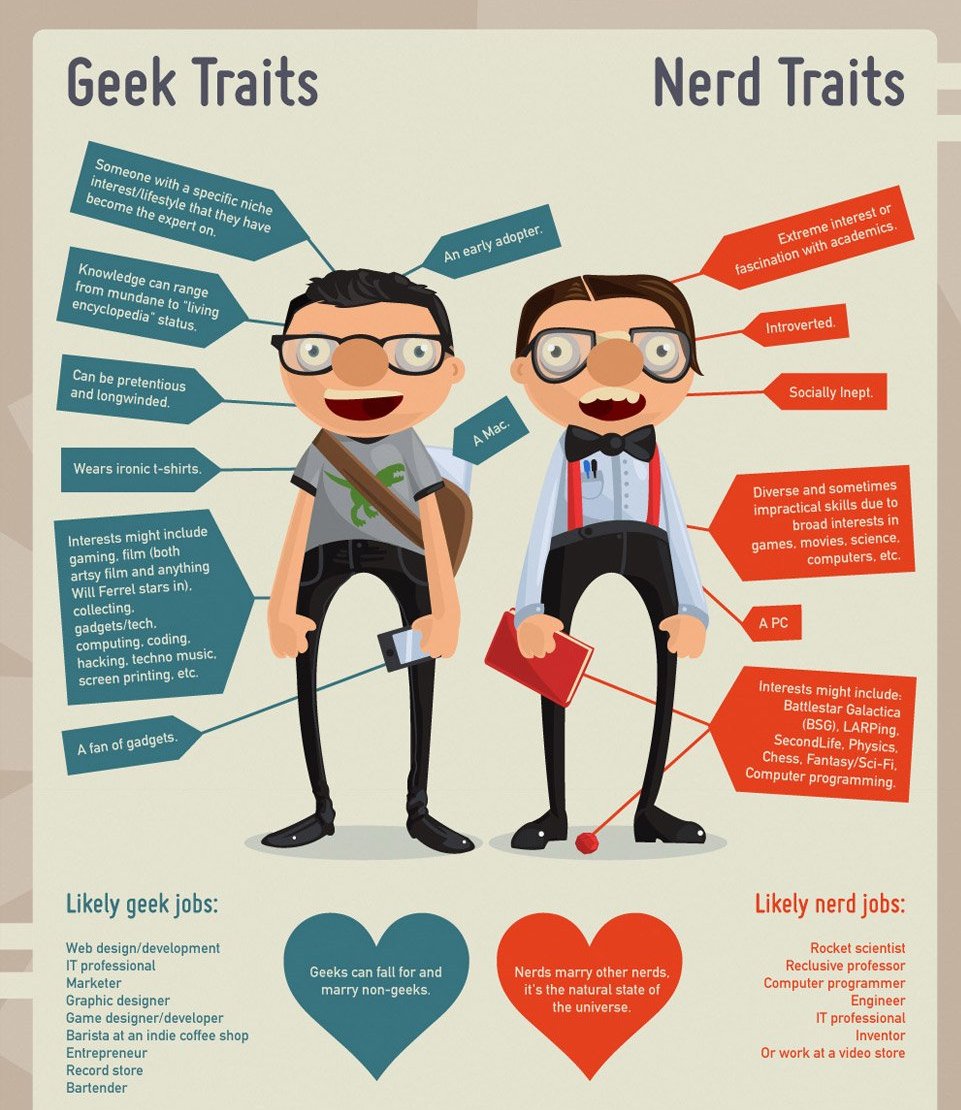 Geek Traits
Someone with a specific niche
interest/lifestyle that they have
become the expert on.
An early adopter.
Knowledge can range
from mundane to "living
encyclopedia" status.
Can be pretentious
and longwinded.
A Mac.
Wears ironic t-shirts.
Interests might include
gaming, film (both
artsy film and anything
Will Ferrel stars in),
collecting,
gadgets/tech,
computing, coding,
hacking, techno music,
screen printing, etc.
A fan of gadgets.
Nerd Traits
Extreme interest or
fascination with academics.
Introverted.
Socially Inept.
Diverse and sometimes
impractical skills due to
broad interests in
games, movies, science,
computers, etc.
A PC
Interests might include:
Battlestar Galactica
(BSG), LARPing,
SecondLife, Physics,
Chess, Fantasy/Sci-Fi,
Computer programming.
Likely geek jobs:
Web design/development
IT professional
Marketer
Graphic designer
Game designer/developer
Barista at an indie coffee shop
Entrepreneur
Record store
Bartender
Geeks can fall for and
marry non-geeks.
Nerds marry other nerds,
it's the natural state of
the universe.
Likely nerd jobs:
Rocket scientist
Reclusive professor
Computer programmer
Engineer
IT professional
Inventor
Or work at a video store